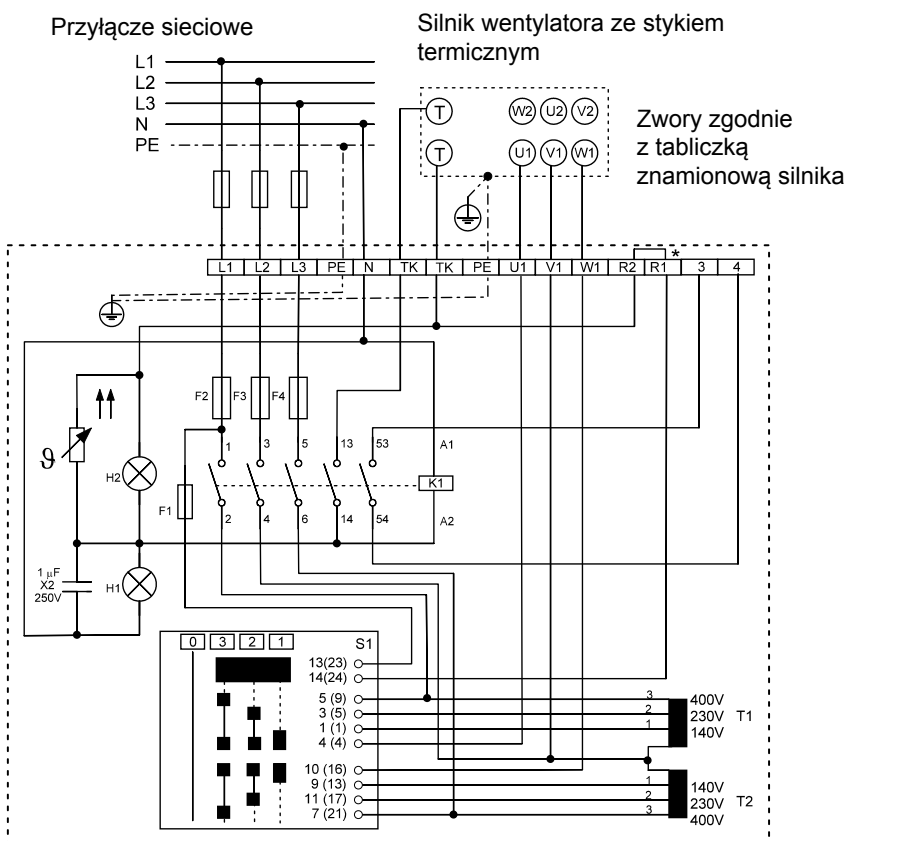 Przyłącze sieciowe
Silnik wentylatora ze stykiem
termicznym
L1
L2
L3
N
PE
T W2 U2 V2
T U1 V1 W1
Zwory zgodnie
z tabliczką
znamionową silnika
L1 L2 L3 PE N TK TK PE U1 V1 W1 R2 R1 * 3 4
F2 F3 F4
1 3 5 13 53 A1
ϑ
H2
F1
K1
2 4 6 14 54 A2
1 µF
X2
250V
H1
0 3 2 1 S1
13(23)
14(24)
5 (9) 3 400V
3 (5) 2 230V T1
1 (1) 1 140V
4 (4)
10 (16)
9 (13) 1 140V
11 (17) 2 230V T2
7 (21) 3 400V